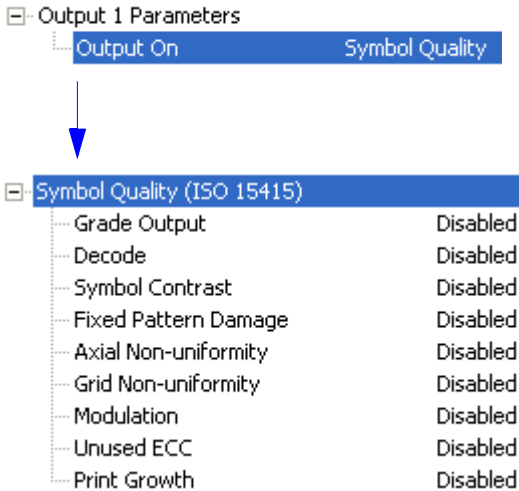 Output 1 Parameters
Output On Symbol Quality
Symbol Quality (ISO 15415)
Grade Output Disabled
Decode Disabled
Symbol Contrast Disabled
Fixed Pattern Damage Disabled
Axial Non-uniformity Disabled
Grid Non-uniformity Disabled
Modulation Disabled
Unused ECC Disabled
Print Growth Disabled